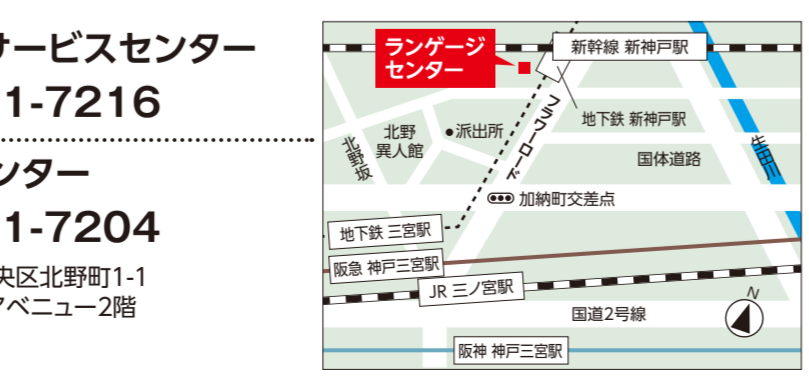 サービスセンター
1-7216
ンター
1-7204
央区北野町1-1
アベニュー2階
ランゲージ
センター
新幹線 新神戸駅
地下鉄 新神戸駅
フラワーロード
北野
異人館
派出所
北野坂
国体道路
生田川
加納町交差点
地下鉄 三宮駅
阪急 神戸三宮駅
JR 三ノ宮駅
国道2号線
N
阪神 神戸三宮駅